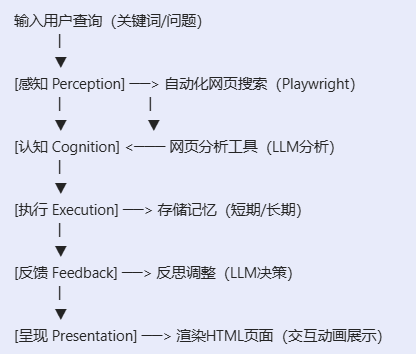 输入用户查询（关键词/问题）
|
▼
[感知 Perception] ──> 自动化网页搜索（Playwright）
| |
▼ ▼
[认知 Cognition] <─── 网页分析工具（LLM分析）
|
▼
[执行 Execution] ──> 存储记忆（短期/长期）
|
▼
[反馈 Feedback] ──> 反思调整（LLM决策）
|
▼
[呈现 Presentation] ──> 渲染HTML页面（交互动画展示）